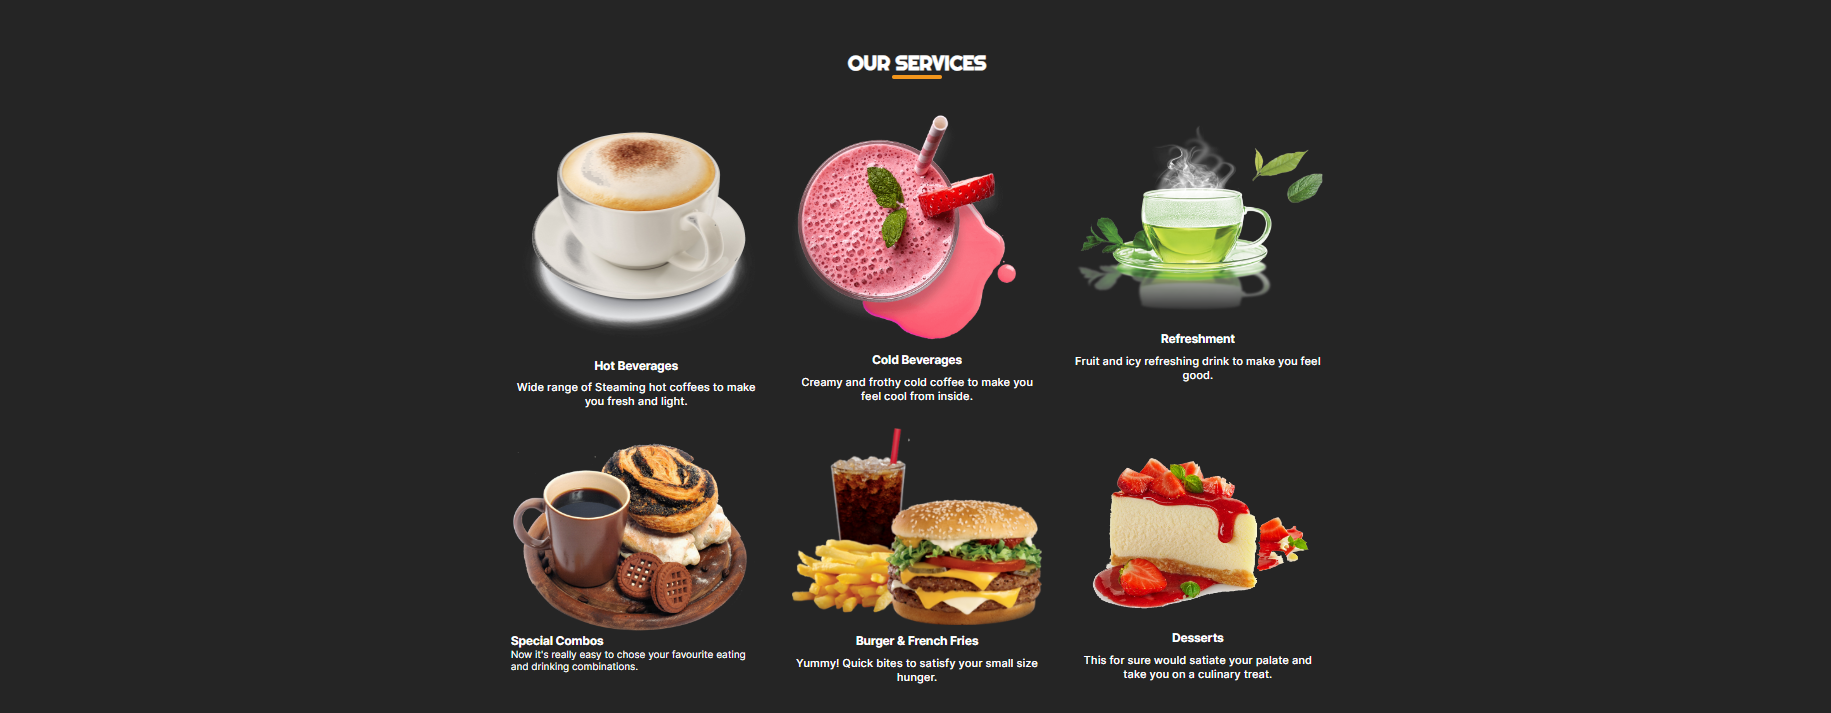 OUR SERVICES
Hot Beverages
Wide range of Steaming hot coffees to make
you fresh and light.
Cold Beverages
Creamy and frothy cold coffee to make you
feel cool from inside.
Refreshment
Fruit and icy refreshing drink to make you feel
good.
Special Combos
Now it's really easy to chose your favourite eating
and drinking combinations.
Burger & French Fries
Yummy! Quick bites to satisfy your small size
hunger.
Desserts
This for sure would satiate your palate and
take you on a culinary treat.